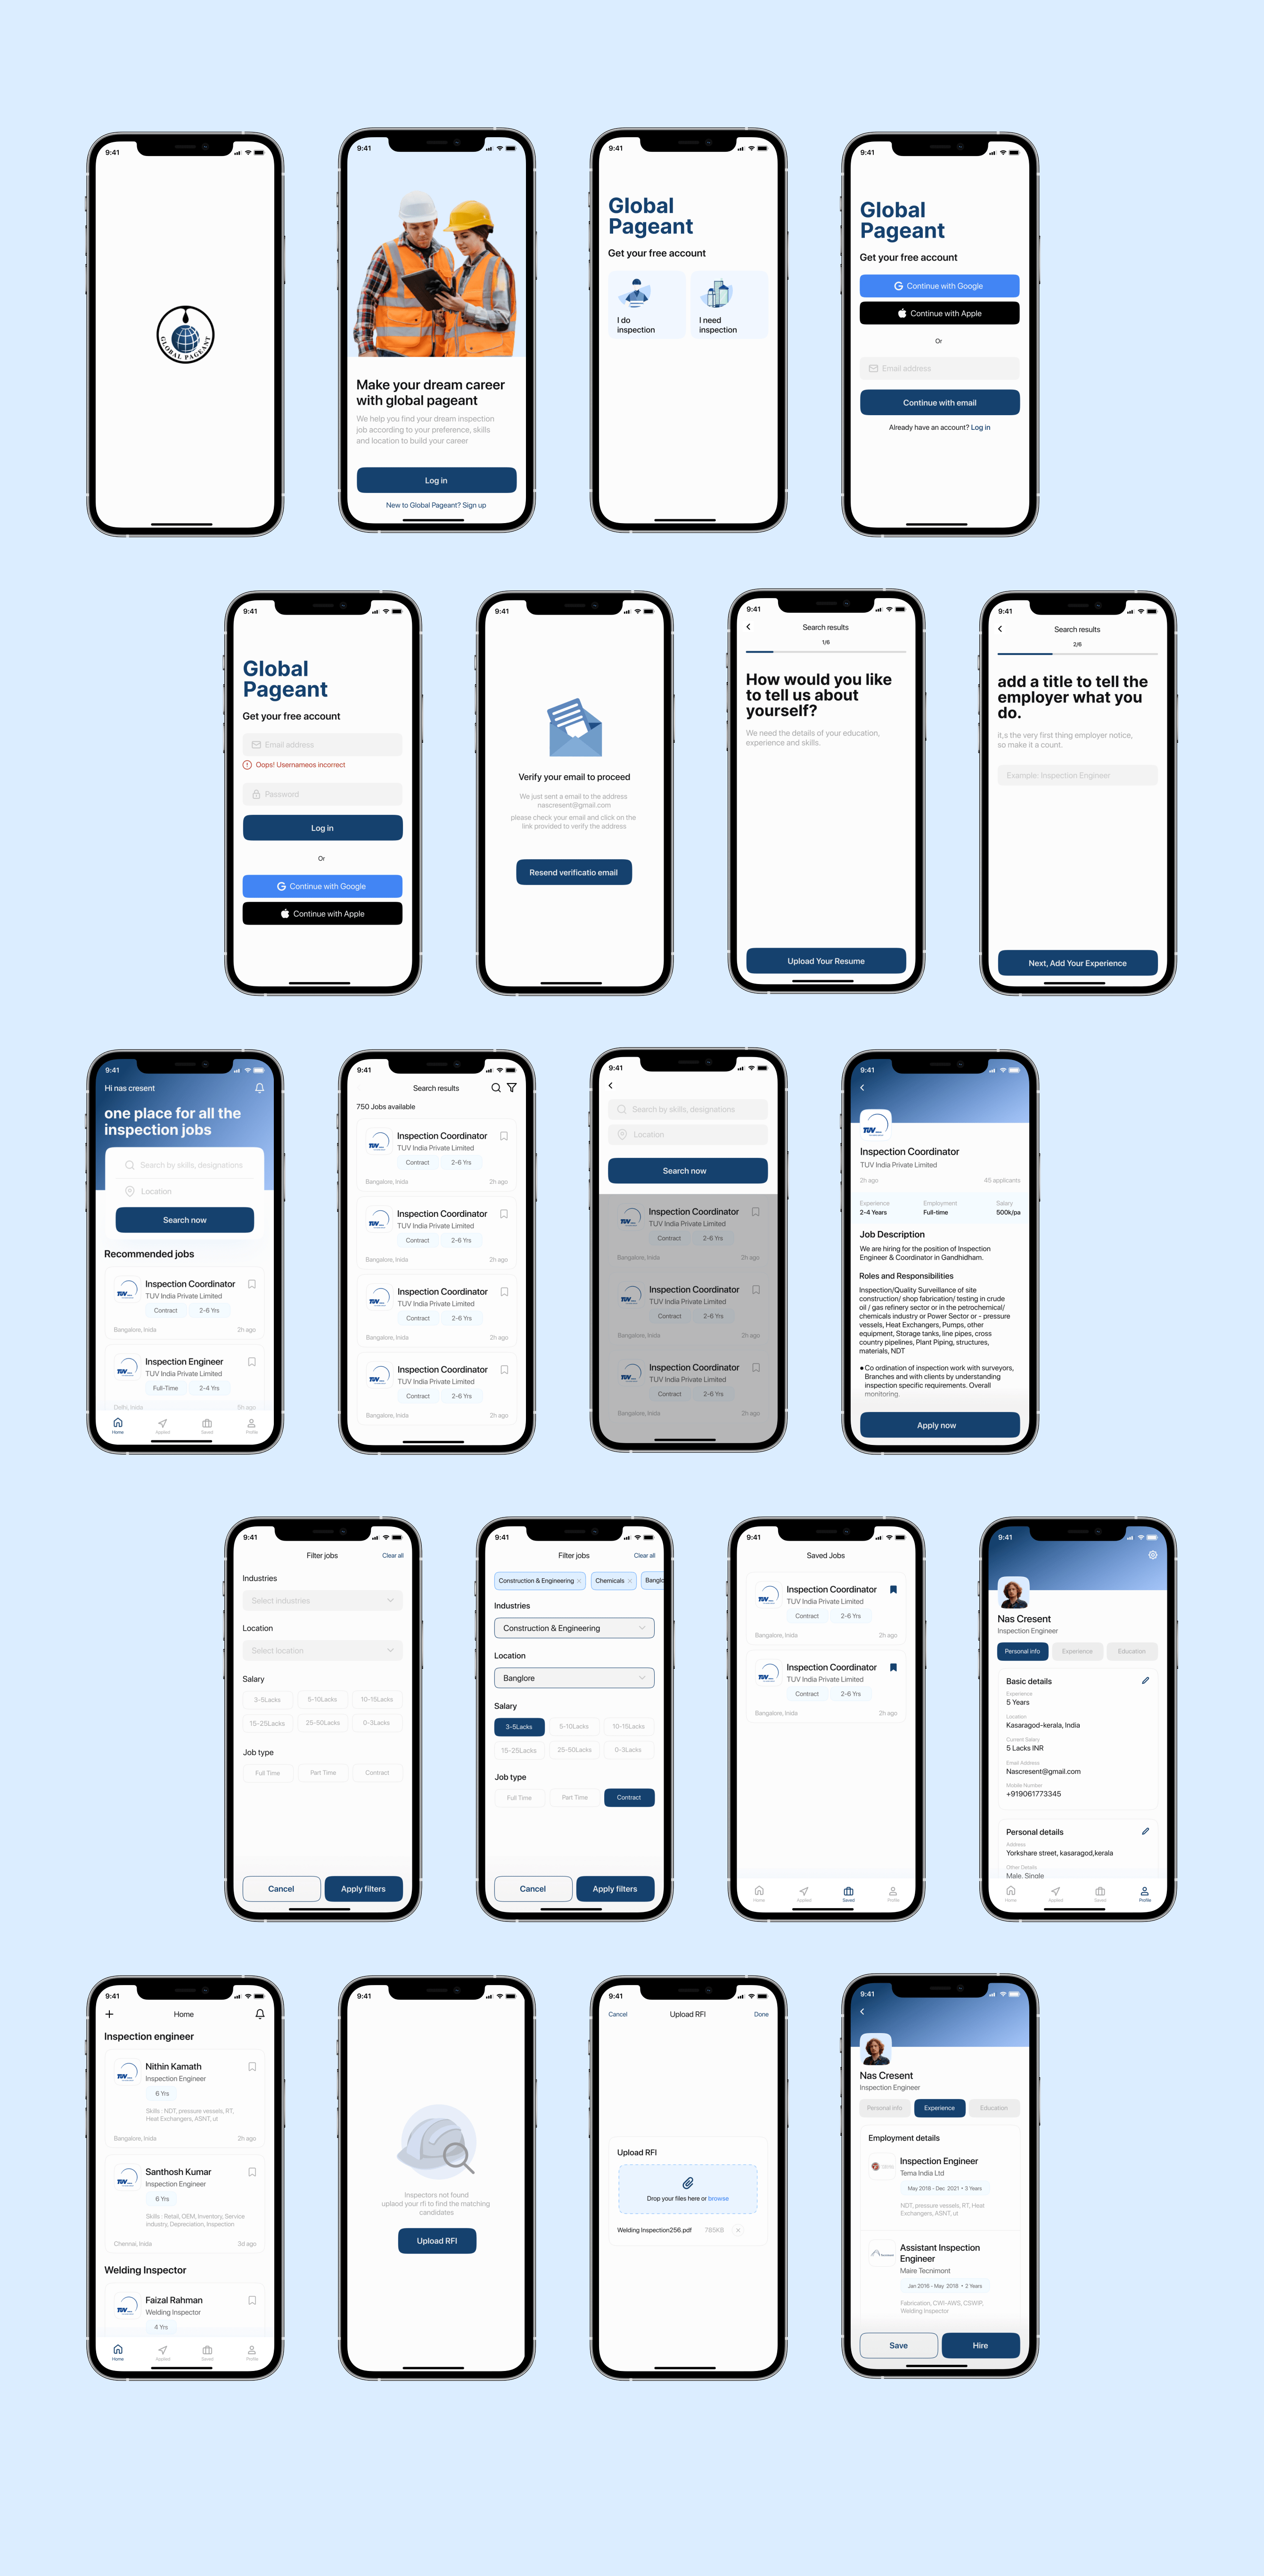 9:41
GLOBAL PAGEANT
9:41
Make your dream career
with global pageant
We help you find your dream inspection
job according to your preference, skills
and location to build your career
Log in
New to Global Pageant? Sign up
9:41
Global
Pageant
Get your free account
I do
inspection
I need
inspection
9:41
Global
Pageant
Get your free account
Continue with Google
Continue with Apple
Or
Email address
Continue with email
Already have an account? Log in
9:41
Global
Pageant
Get your free account
Email address
Oops! Usernameos incorrect
Password
Log in
Or
Continue with Google
Continue with Apple
9:41
Verify your email to proceed
We just sent a email to the address
nascresent@gmail.com
please check your email and click on the
link provided to verify the address
Resend verificatio email
9:41
Search results
1/6
How would you like
to tell us about
yourself?
We need the details of your education,
experience and skills.
Upload Your Resume
9:41
Search results
2/6
add a title to tell the
employer what you
do.
it,s the very first thing employer notice,
so make it a count.
Example: Inspection Engineer
Next, Add Your Experience
9:41
Hi nas cresent
one place for all the
inspection jobs
Search by skills, designations
Location
Search now
Recommended jobs
TUV
Inspection Coordinator
TUV India Private Limited
Contract 2-6 Yrs
Bangalore, Inida 2h ago
TUV
Inspection Engineer
TUV India Private Limited
Full-Time 2-4 Yrs
Delhi, Inida 5h ago
Home Applied Saved Profile
9:41
Search results
750 Jobs available
TUV
Inspection Coordinator
TUV India Private Limited
Contract 2-6 Yrs
Bangalore, Inida 2h ago
TUV
Inspection Coordinator
TUV India Private Limited
Contract 2-6 Yrs
Bangalore, Inida 2h ago
TUV
Inspection Coordinator
TUV India Private Limited
Contract 2-6 Yrs
Bangalore, Inida 2h ago
TUV
Inspection Coordinator
TUV India Private Limited
Contract 2-6 Yrs
Bangalore, Inida 2h ago
9:41
Search by skills, designations
Location
Search now
TUV
Inspection Coordinator
TUV India Private Limited
Contract 2-6 Yrs
Bangalore, Inida 2h ago
TUV
Inspection Coordinator
TUV India Private Limited
Contract 2-6 Yrs
Bangalore, Inida 2h ago
TUV
Inspection Coordinator
TUV India Private Limited
Contract 2-6 Yrs
Bangalore, Inida 2h ago
9:41
TUV
Inspection Coordinator
TUV India Private Limited
2h ago 45 applicants
Experience Employment Salary
2-4 Years Full-time 500k/pa
Job Description
We are hiring for the position of Inspection
Engineer & Coordinator in Gandhidham.
Roles and Responsibilities
Inspection/Quality Surveillance of site
construction/ shop fabrication/ testing in crude
oil / gas refinery sector or in the petrochemical/
chemicals industry or Power Sector or - pressure
vessels, Heat Exchangers, Pumps, other
equipment, Storage tanks, line pipes, cross
country pipelines, Plant Piping, structures,
materials, NDT
• Co ordination of inspection work with surveyors,
Branches and with clients by understanding
inspection specific requirements. Overall
monitoring.
Apply now
9:41
Filter jobs Clear all
Industries
Select industries
Location
Select location
Salary
3-5Lacks 5-10Lacks 10-15Lacks
15-25Lacks 25-50Lacks 0-3Lacks
Job type
Full Time Part Time Contract
Cancel Apply filters
9:41
Filter jobs Clear all
Construction & Engineering Chemicals Banglo
Industries
Construction & Engineering
Location
Banglore
Salary
3-5Lacks 5-10Lacks 10-15Lacks
15-25Lacks 25-50Lacks 0-3Lacks
Job type
Full Time Part Time Contract
Cancel Apply filters
9:41
Saved Jobs
TUV
Inspection Coordinator
TUV India Private Limited
Contract 2-6 Yrs
Bangalore, Inida 2h ago
TUV
Inspection Coordinator
TUV India Private Limited
Contract 2-6 Yrs
Bangalore, Inida 2h ago
Home Applied Saved Profile
9:41
Nas Cresent
Inspection Engineer
Personal info Experience Education
Basic details
Experience
5 Years
Location
Kasaragod-kerala, India
Current Salary
5 Lacks INR
Email Address
Nascresent@gmail.com
Mobile Number
+919061773345
Personal details
Address
Yorkshare street, kasaragod,kerala
Other Details
Male, Single
Home Applied Saved Profile
9:41
Home
Inspection engineer
TUV
Nithin Kamath
Inspection Engineer
6 Yrs
Skills : NDT, pressure vessels, RT,
Heat Exchangers, ASNT, ut
Bangalore, Inida 2h ago
TUV
Santhosh Kumar
Inspection Engineer
6 Yrs
Skills : Retail, OEM, Inventory, Service
industry, Depreciation, Inspection
Chennai, Inida 3d ago
Welding Inspector
TUV
Faizal Rahman
Welding Inspector
4 Yrs
Home Applied Saved Profile
9:41
Inspectors not found
uplaod your rfi to find the matching
candidates
Upload RFI
9:41
Cancel Upload RFI Done
Upload RFI
Drop your files here or browse
Welding Inspection256.pdf 785KB
9:41
Nas Cresent
Inspection Engineer
Personal info Experience Education
Employment details
Inspection Engineer
Tema India Ltd
May 2018 - Dec 2021 • 3 Years
NDT, pressure vessels, RT, Heat
Exchangers, ASNT, ut
Assistant Inspection
Engineer
Maire Tecnimont
Jan 2016 - May 2018 • 2 Years
Fabrication, CWI-AWS, CSWIP,
Welding Inspector
Save Hire